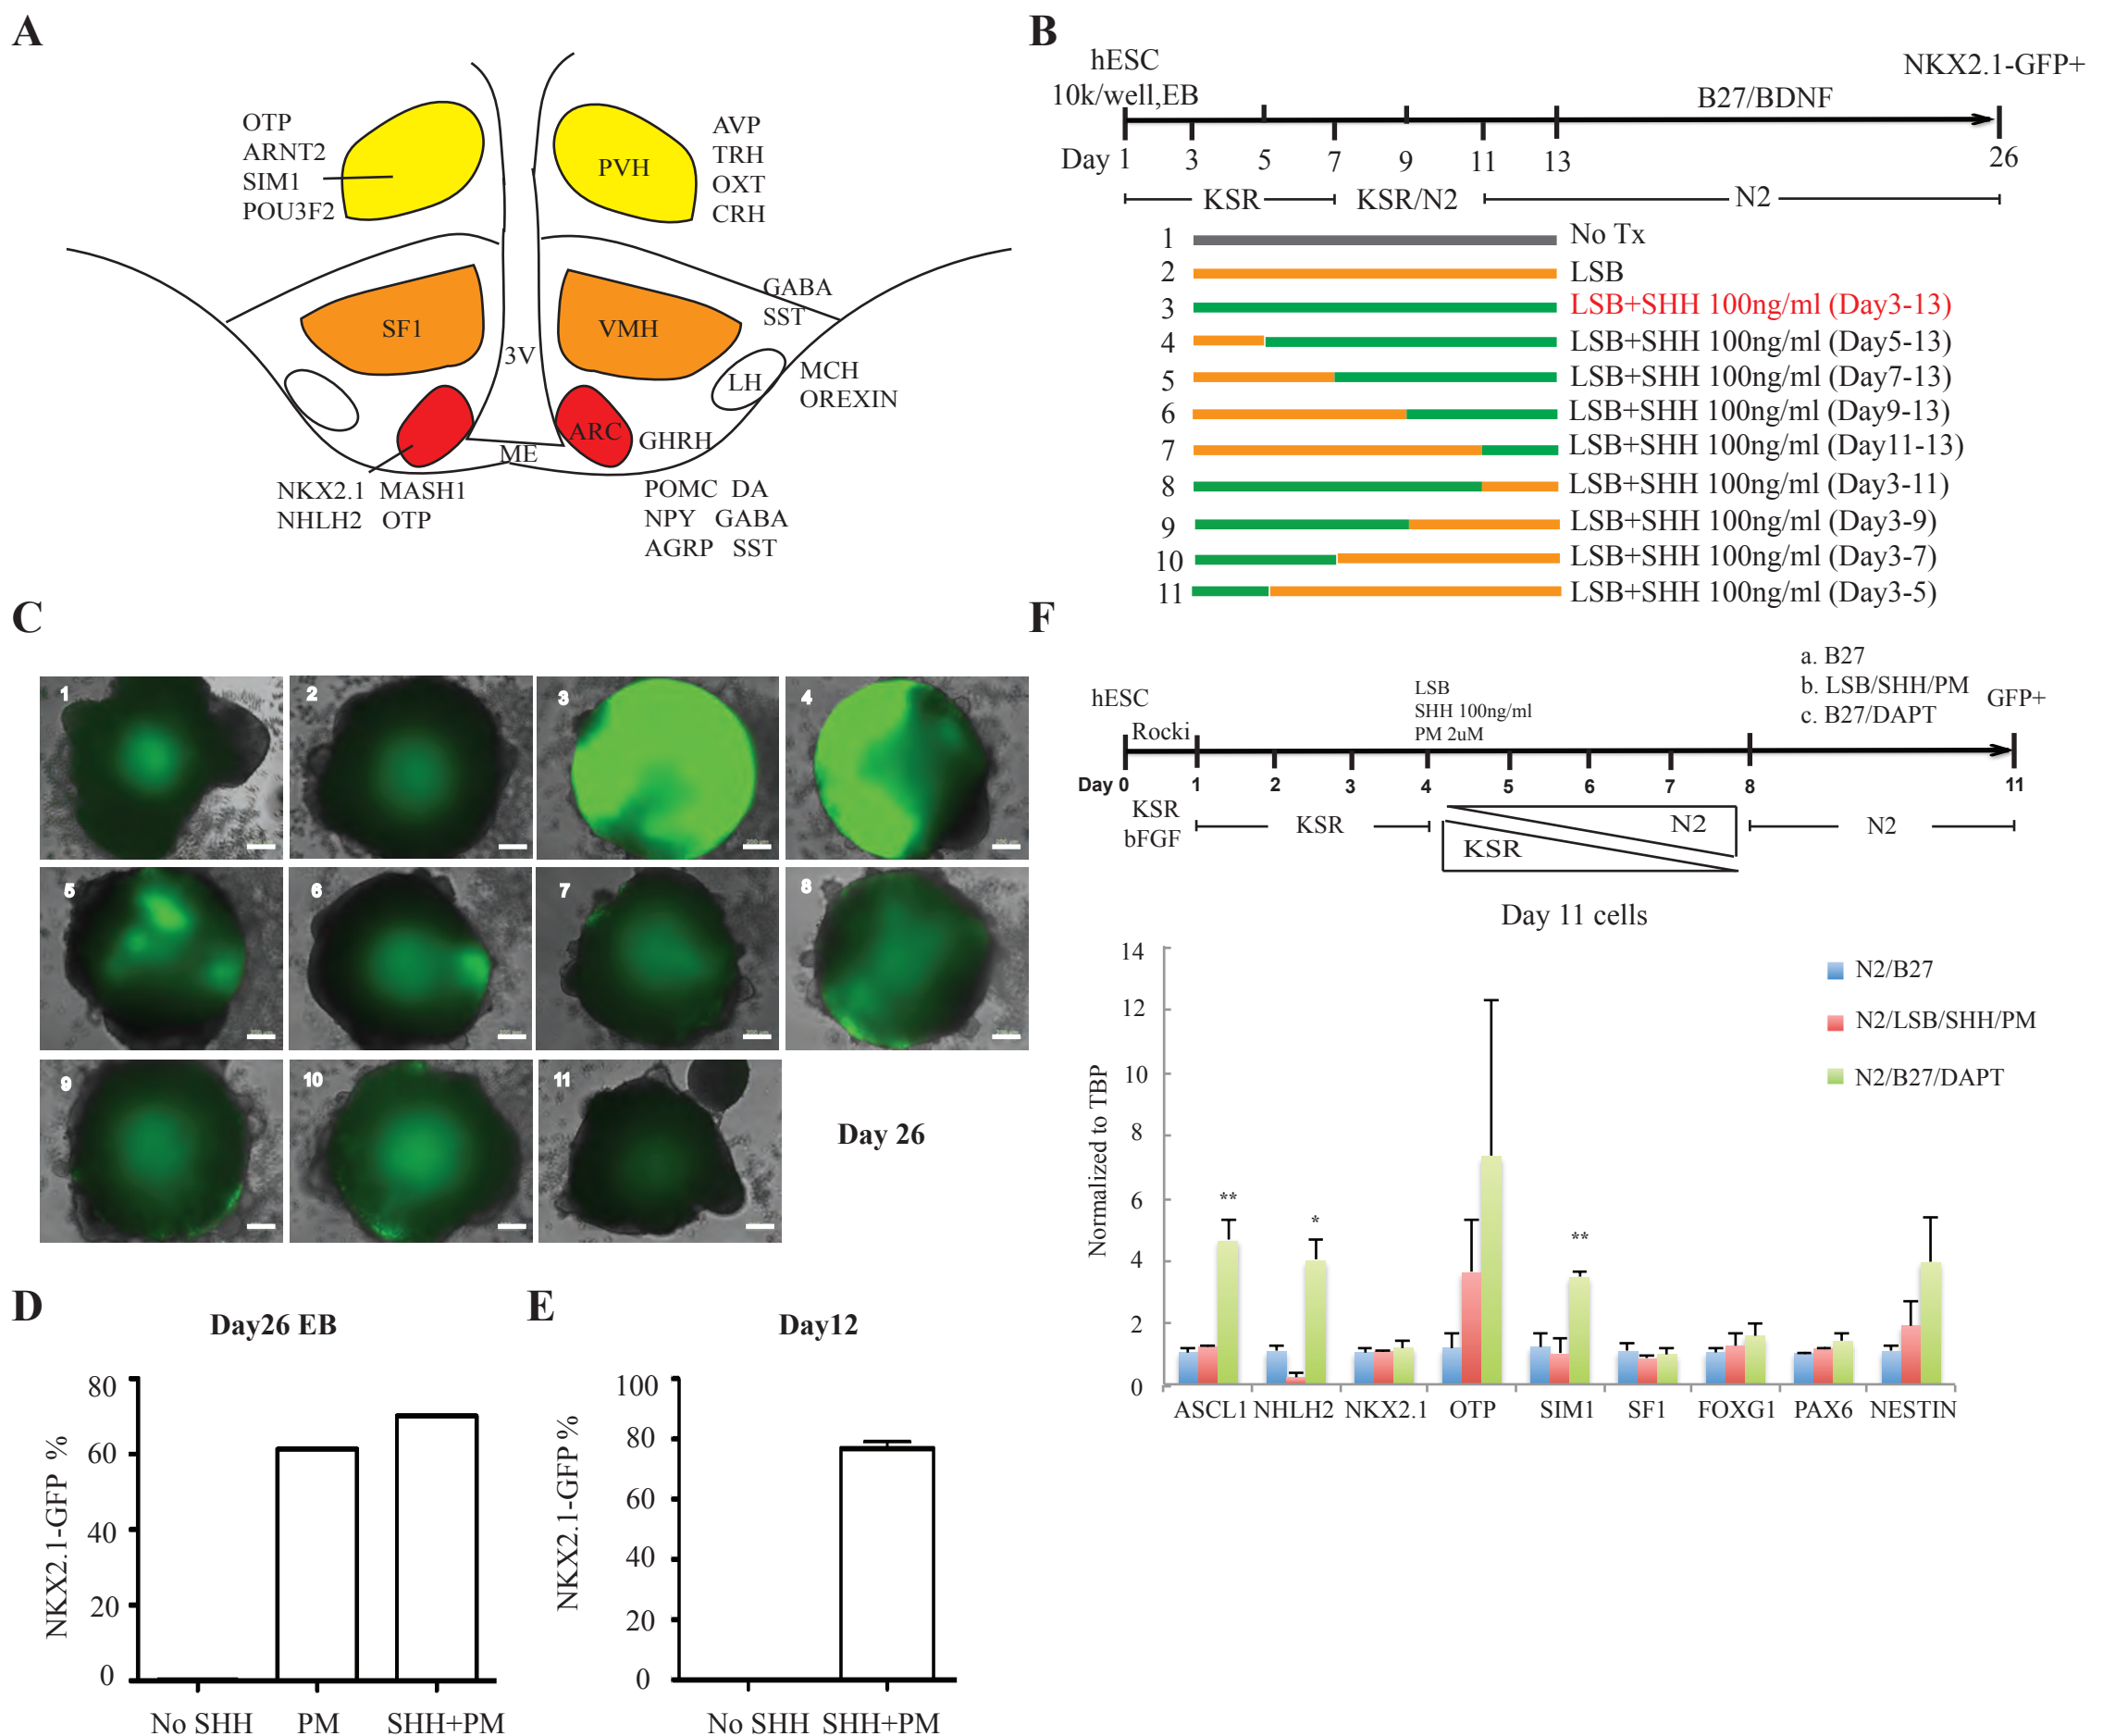 A
OTP
ARNT2
SIM1
POU3F2
PVH
AVP
TRH
OXT
CRH
GABA
SST
SF1
VMH
3V
LH
MCH
OREXIN
ARC
GHRH
ME
NKX2.1 MASH1
NHLH2 OTP
POMC DA
NPY GABA
AGRP SST
B
hESC
10k/well,EB
NKX2.1-GFP+
B27/BDNF
Day 1 3 5 7 9 11 13 26
KSR KSR/N2 N2
1 No Tx
2 LSB
3 LSB+SHH 100ng/ml (Day3-13)
4 LSB+SHH 100ng/ml (Day5-13)
5 LSB+SHH 100ng/ml (Day7-13)
6 LSB+SHH 100ng/ml (Day9-13)
7 LSB+SHH 100ng/ml (Day11-13)
8 LSB+SHH 100ng/ml (Day3-11)
9 LSB+SHH 100ng/ml (Day3-9)
10 LSB+SHH 100ng/ml (Day3-7)
11 LSB+SHH 100ng/ml (Day3-5)
C
1 2 3 4
5 6 7 8
9 10 11
Day 26
D
Day26 EB
NKX2.1-GFP %
80
60
40
20
0
No SHH PM SHH+PM
E
Day12
NKX2.1-GFP %
100
80
60
40
20
0
No SHH SHH+PM
F
hESC
Rocki
LSB
SHH 100ng/ml
PM 2uM
a. B27
b. LSB/SHH/PM
c. B27/DAPT
GFP+
Day 0 1 2 3 4 5 6 7 8 11
KSR
bFGF
KSR
N2
KSR
N2
Day 11 cells
Normalized to TBP
14
12
10
8
6
4
2
0
N2/B27
N2/LSB/SHH/PM
N2/B27/DAPT
** * **
ASCL1 NHLH2 NKX2.1 OTP SIM1 SF1 FOXG1 PAX6 NESTIN